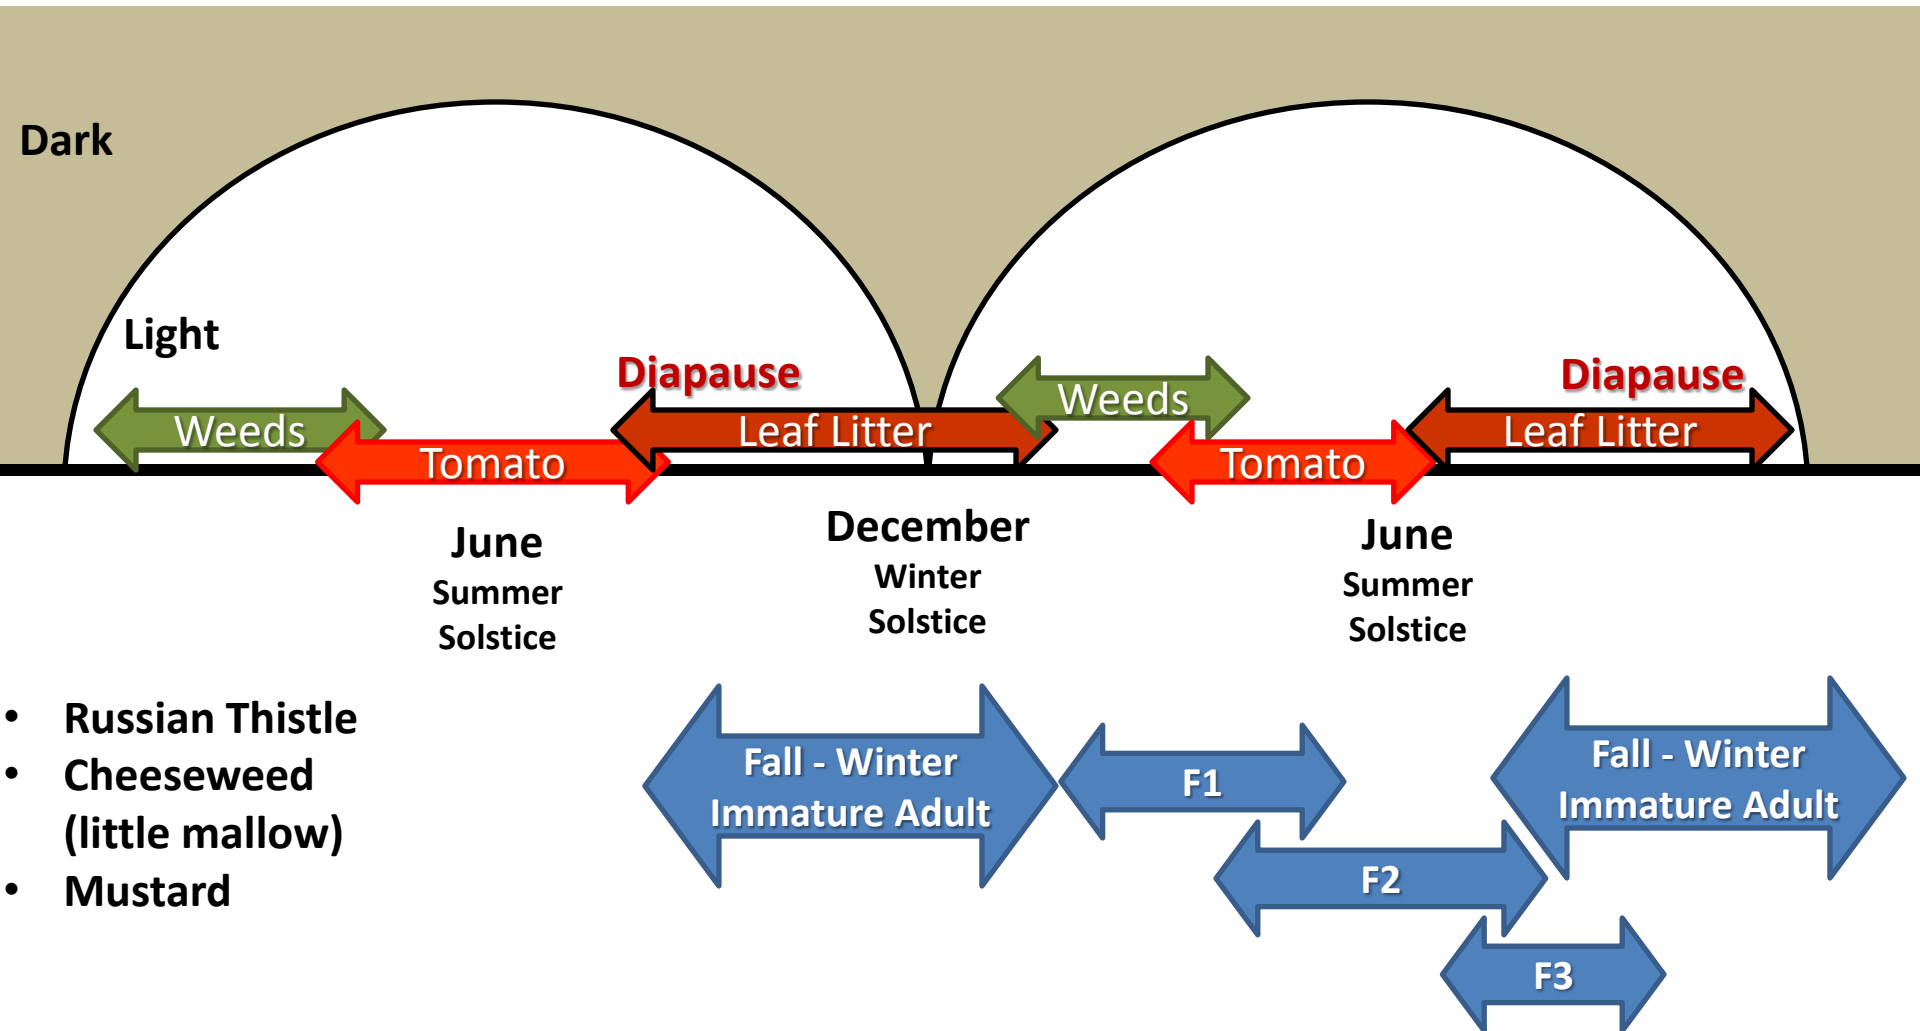 Dark
Light
Diapause
Diapause
Weeds
Weeds
Leaf Litter
Leaf Litter
Tomato
Tomato
June
Summer
Solstice
December
Winter
Solstice
June
Summer
Solstice
• Russian Thistle
• Cheeseweed
(little mallow)
• Mustard
Fall - Winter
Immature Adult
F1
F2
F3
Fall - Winter
Immature Adult